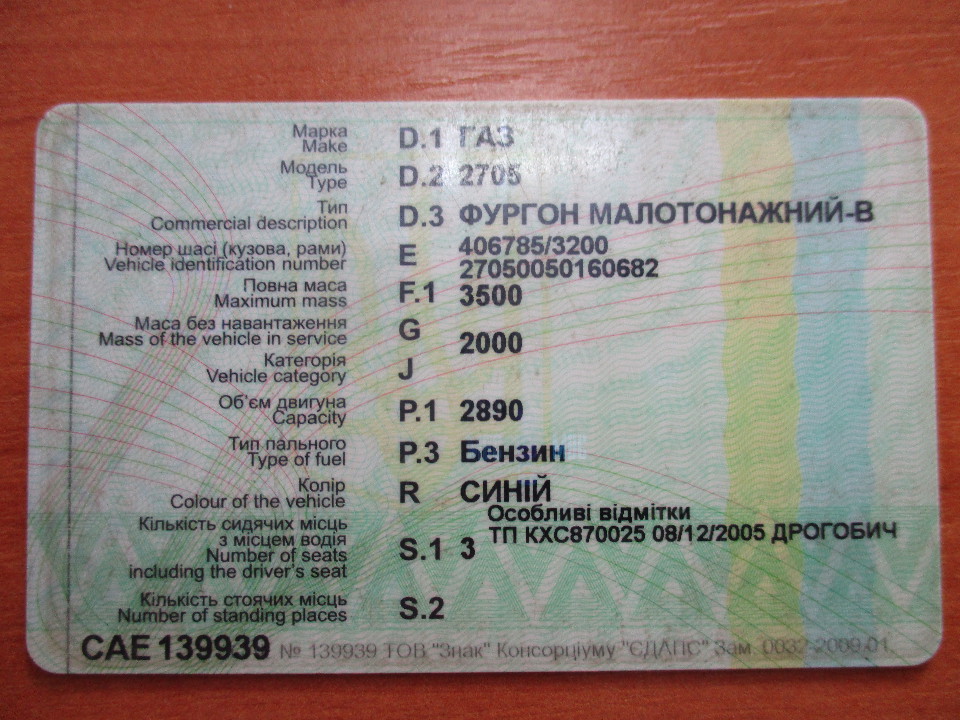 Марка
Make D.1 ГАЗ
Модель
Type D.2 2705
Тип
Commercial description D.3 ФУРГОН МАЛОТОНАЖНИЙ-В
Номер шасі (кузова, рами) E 406785/3200
Vehicle identification number 27050050160682
Повна маса
Maximum mass F.1 3500
Маса без навантаження
Mass of the vehicle in service G 2000
Категорія
Vehicle category J
Об'єм двигуна
Capacity P.1 2890
Тип пального
Type of fuel P.3 Бензин
Колір
Colour of the vehicle R СИНІЙ
Особливі відмітки
ТП КХС870025 08/12/2005 ДРОГОБИЧ
Кількість сидячих місць
з місцем водія
Number of seats S.1 3
including the driver's seat
Кількість стоячих місць
Number of standing places S.2
САЕ 139939 № 139939 ТОВ "Знак" Консорціуму "ЄДАПС" Зам. 0032-2009.01.